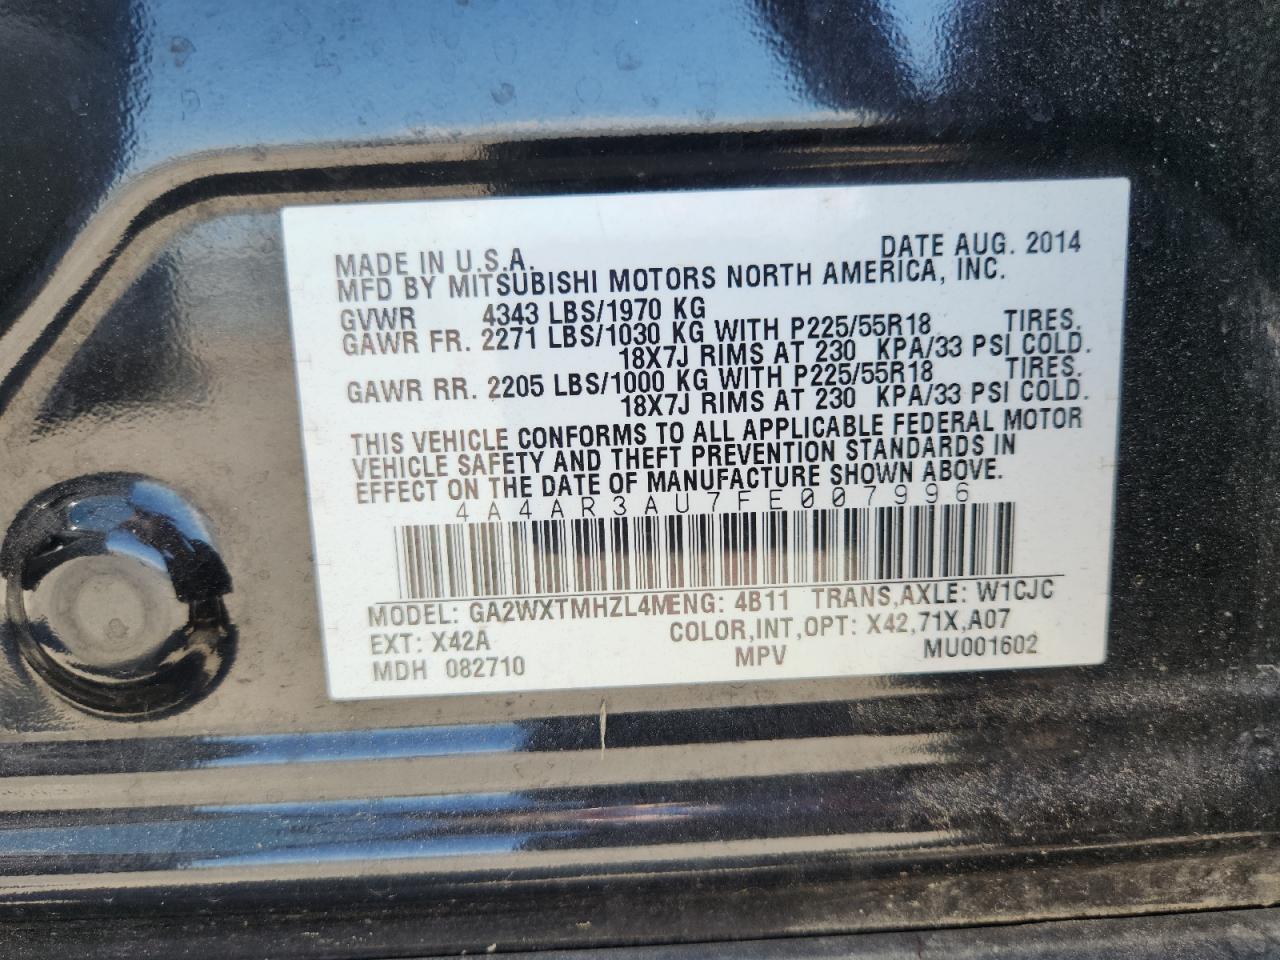 DATE AUG. 2014
MADE IN U.S.A.
MFD BY MITSUBISHI MOTORS NORTH AMERICA, INC.
GVWR 4343 LBS/1970 KG
GAWR FR. 2271 LBS/1030 KG WITH P225/55R18 TIRES.
18X7J RIMS AT 230 KPA/33 PSI COLD.
GAWR RR. 2205 LBS/1000 KG WITH P225/55R18 TIRES.
18X7J RIMS AT 230 KPA/33 PSI COLD.
THIS VEHICLE CONFORMS TO ALL APPLICABLE FEDERAL MOTOR
VEHICLE SAFETY AND THEFT PREVENTION STANDARDS IN
EFFECT ON THE DATE OF MANUFACTURE SHOWN ABOVE.
4A4AR3AU7FE007996
MODEL: GA2WXTMHZL4MENG: 4B11 TRANS,AXLE: W1CJC
EXT: X42A COLOR,INT,OPT: X42,71X,A07
MDH 082710 MPV MU001602